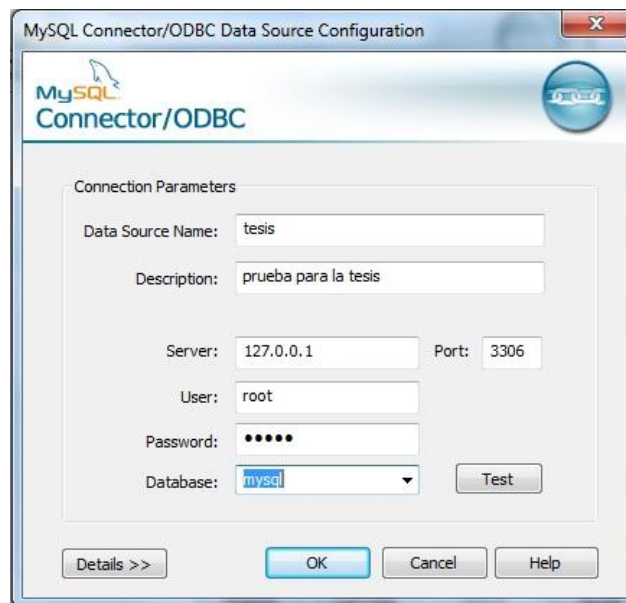 MySQL Connector/ODBC Data Source Configuration
MySQL
Connector/ODBC
Connection Parameters
Data Source Name: tesis
Description: prueba para la tesis
Server: 127.0.0.1 Port: 3306
User: root
Password: •••••
Database: mysql Test
Details >> OK Cancel Help